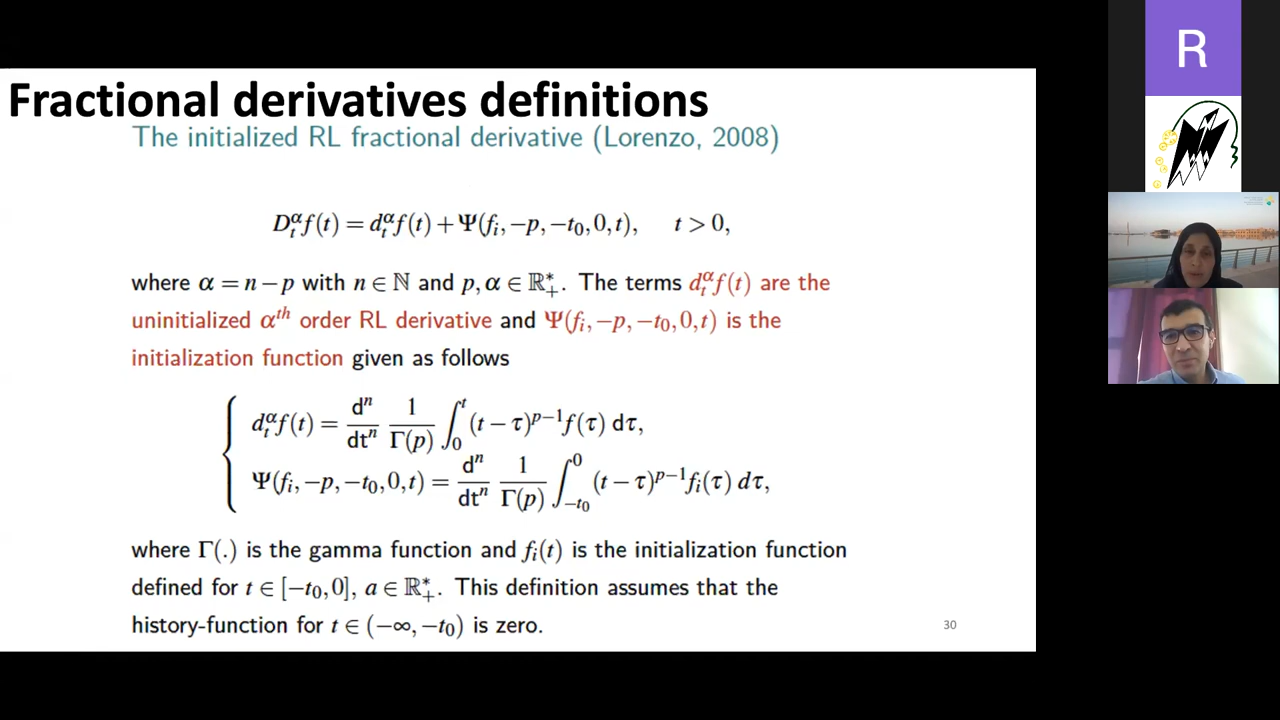 Fractional derivatives definitions
The initialized RL fractional derivative (Lorenzo, 2008)
D_t^α f(t) = d_t^α f(t) + Ψ(f_i, −p, −t_0, 0, t), t > 0,
where α = n − p with n ∈ ℕ and p, α ∈ ℝ_+^*. The terms d_t^α f(t) are the
uninitialized α^th order RL derivative and Ψ(f_i, −p, −t_0, 0, t) is the
initialization function given as follows
d_t^α f(t) = d^n/dt^n 1/Γ(p) ∫_0^t (t − τ)^{p−1} f(τ) dτ,
Ψ(f_i, −p, −t_0, 0, t) = d^n/dt^n 1/Γ(p) ∫_{−t_0}^0 (t − τ)^{p−1} f_i(τ) dτ,
where Γ(.) is the gamma function and f_i(t) is the initialization function
defined for t ∈ [−t_0, 0], a ∈ ℝ_+^*. This definition assumes that the
history-function for t ∈ (−∞, −t_0) is zero.
30
R